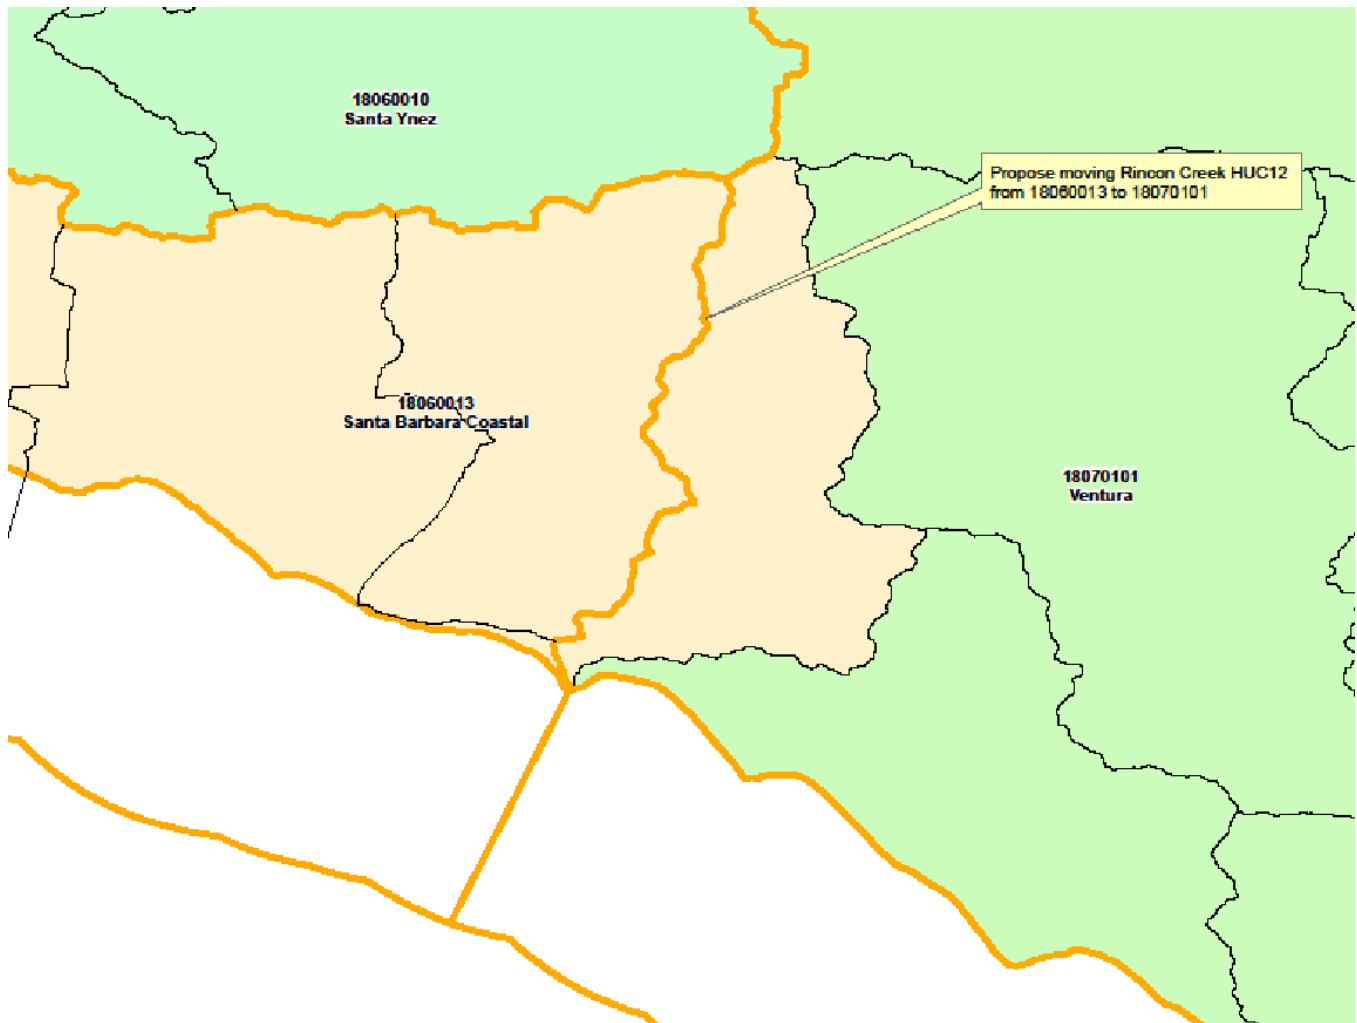 18060010
Santa Ynez
Propose moving Rincon Creek HUC12
from 18060013 to 18070101
18060013
Santa Barbara Coastal
18070101
Ventura